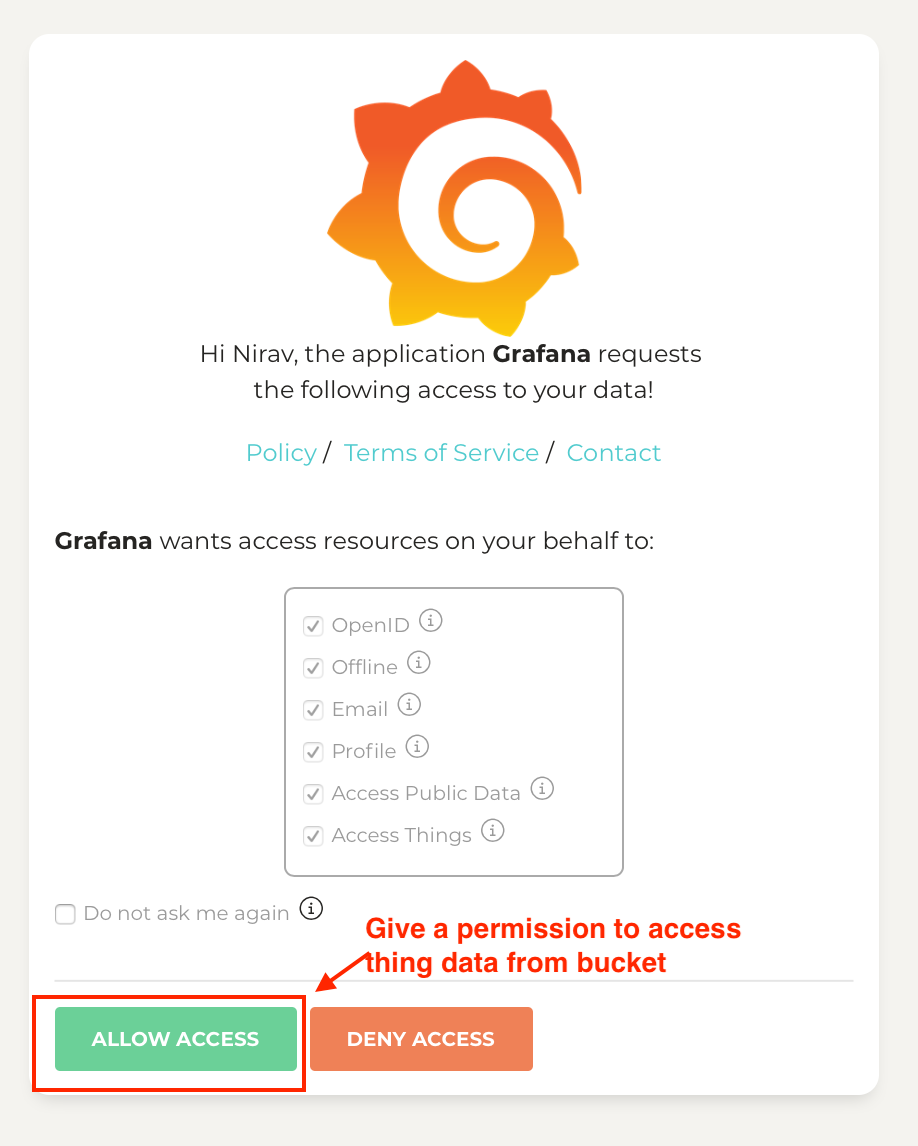 Hi Nirav, the application Grafana requests
the following access to your data!
Policy / Terms of Service / Contact
Grafana wants access resources on your behalf to:
OpenID
Offline
Email
Profile
Access Public Data
Access Things
Do not ask me again
Give a permission to access
thing data from bucket
ALLOW ACCESS
DENY ACCESS